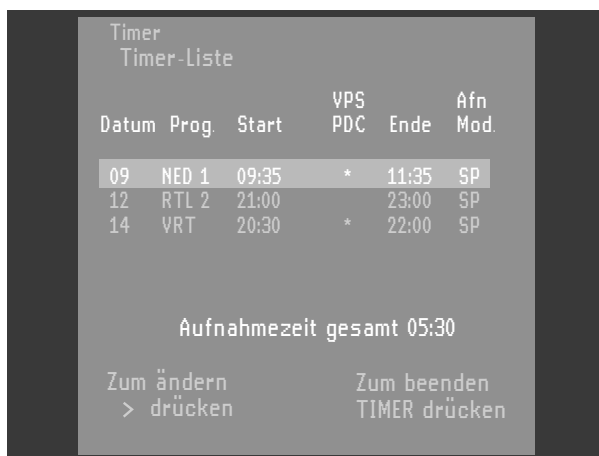 Timer
Timer-Liste
VPS Afn
Datum Prog. Start PDC Ende Mod.
09 NED 1 09:35 * 11:35 SP
12 RTL 2 21:00 23:00 SP
14 VRT 20:30 * 22:00 SP
Aufnahmezeit gesamt 05:30
Zum ändern Zum beenden
> drücken TIMER drücken